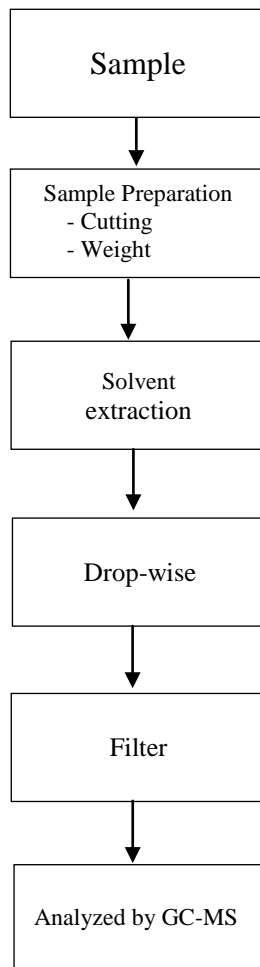 Sample
Sample Preparation
- Cutting
- Weight
Solvent
extraction
Drop-wise
Filter
Analyzed by GC-MS